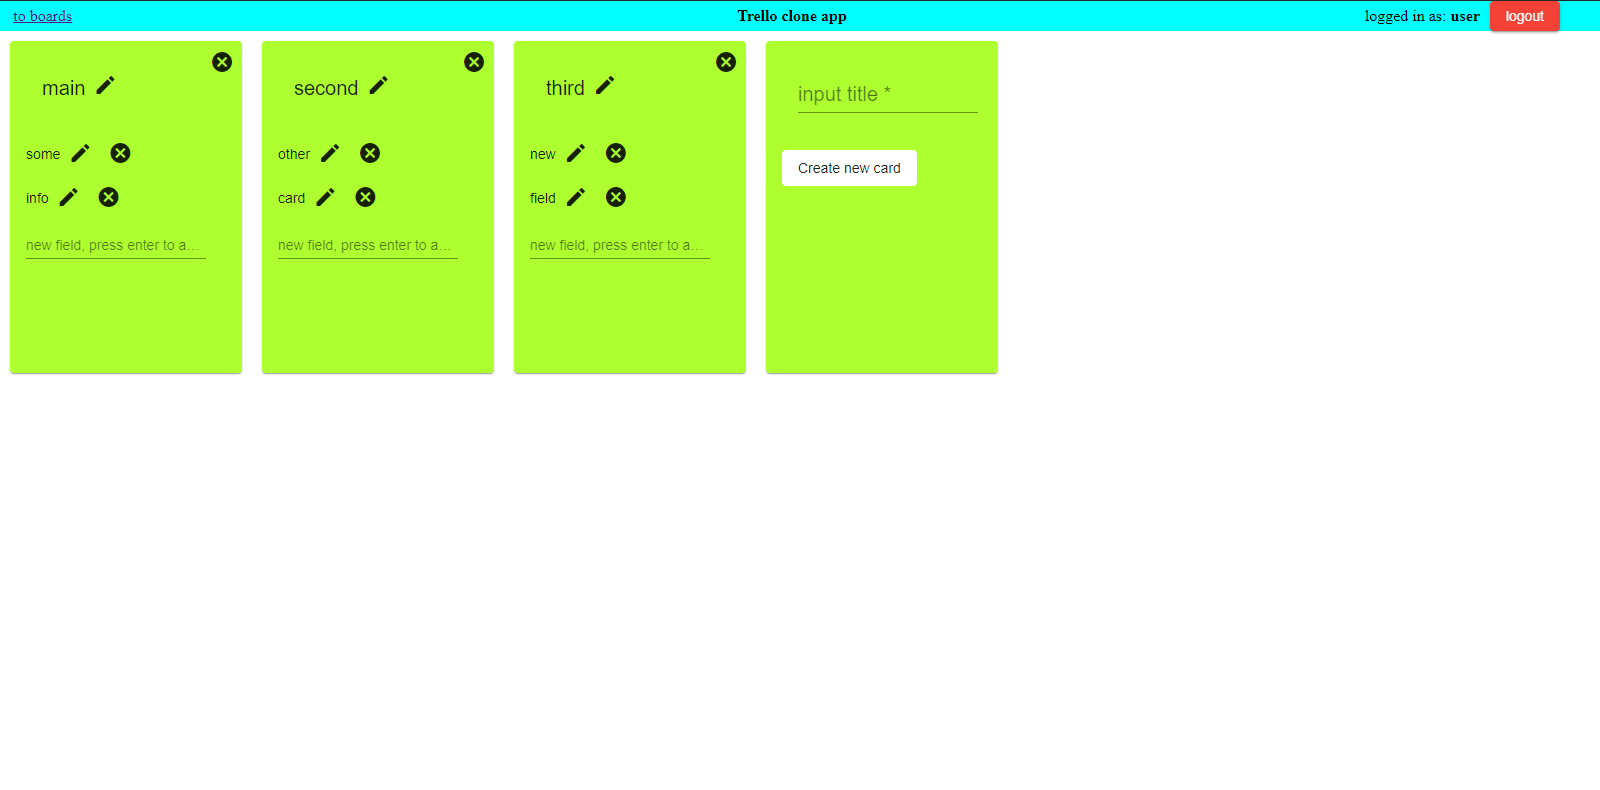 to boards
Trello clone app
logged in as: user
logout
main
some
info
new field, press enter to a...
second
other
card
new field, press enter to a...
third
new
field
new field, press enter to a...
input title *
Create new card